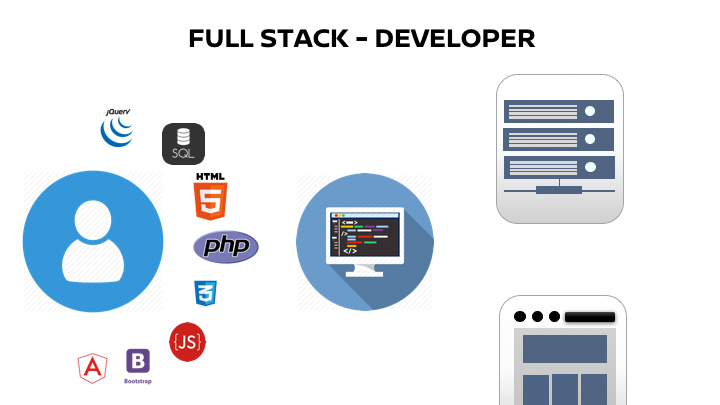 FULL STACK – DEVELOPER
jQuery
SQL
HTML
5
php
3
{JS}
A
B
Bootstrap